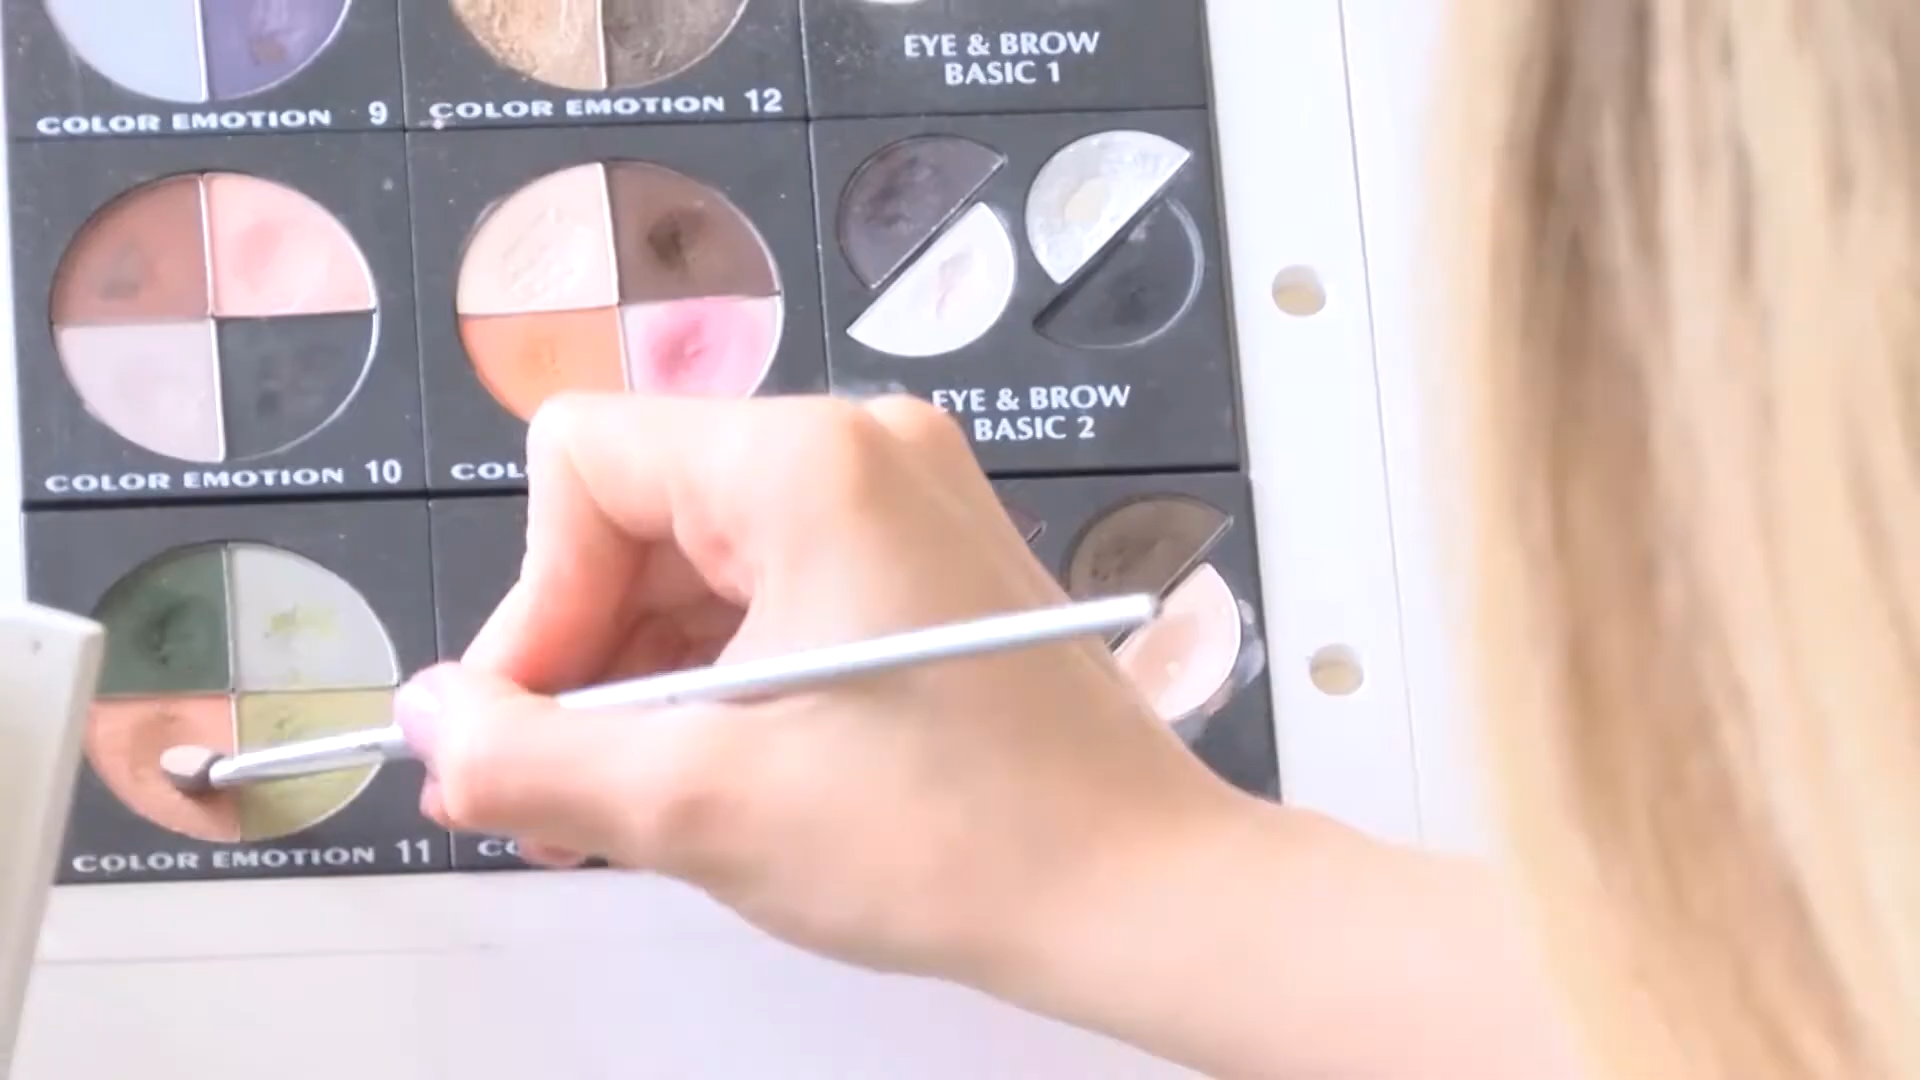 COLOR EMOTION 9
COLOR EMOTION 12
EYE & BROW
BASIC 1
COLOR EMOTION 10
EYE & BROW
BASIC 2
COLOR EMOTION 11